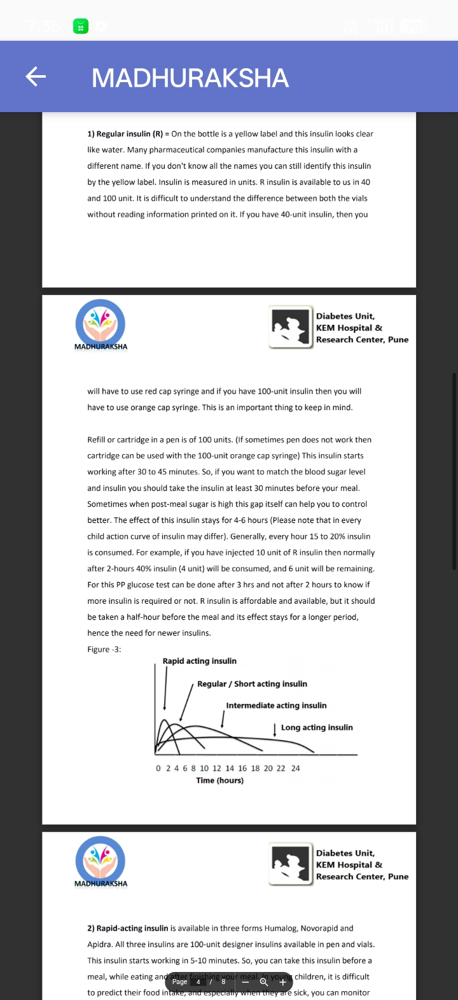 7:35
76
MADHURAKSHA
1) Regular insulin (R) = On the bottle is a yellow label and this insulin looks clear
like water. Many pharmaceutical companies manufacture this insulin with a
different name. If you don't know all the names you can still identify this insulin
by the yellow label. Insulin is measured in units. R insulin is available to us in 40
and 100 unit. It is difficult to understand the difference between both the vials
without reading information printed on it. If you have 40-unit insulin, then you
MADHURAKSHA
Diabetes Unit,
KEM Hospital &
Research Center, Pune
will have to use red cap syringe and if you have 100-unit insulin then you will
have to use orange cap syringe. This is an important thing to keep in mind.
Refill or cartridge in a pen is of 100 units. (If sometimes pen does not work then
cartridge can be used with the 100-unit orange cap syringe) This insulin starts
working after 30 to 45 minutes. So, if you want to match the blood sugar level
and insulin you should take the insulin at least 30 minutes before your meal.
Sometimes when post-meal sugar is high this gap itself can help you to control
better. The effect of this insulin stays for 4-6 hours (Please note that in every
child action curve of insulin may differ). Generally, every hour 15 to 20% insulin
is consumed. For example, if you have injected 10 unit of R insulin then normally
after 2-hours 40% insulin (4 unit) will be consumed, and 6 unit will be remaining.
For this PP glucose test can be done after 3 hrs and not after 2 hours to know if
more insulin is required or not. R insulin is affordable and available, but it should
be taken a half-hour before the meal and its effect stays for a longer period,
hence the need for newer insulins.
Figure -3:
Rapid acting insulin
Regular / Short acting insulin
Intermediate acting insulin
Long acting insulin
0 2 4 6 8 10 12 14 16 18 20 22 24
Time (hours)
MADHURAKSHA
Diabetes Unit,
KEM Hospital &
Research Center, Pune
2) Rapid-acting insulin is available in three forms Humalog, Novorapid and
Apidra. All three insulins are 100-unit designer insulins available in pen and vials.
This insulin starts working in 5-10 minutes. So, you can take this insulin before a
meal, while eating and after finishing your meal. In young children, it is difficult
to predict their food intake, and especially when they are sick, you can monitor
Page 4 / 8